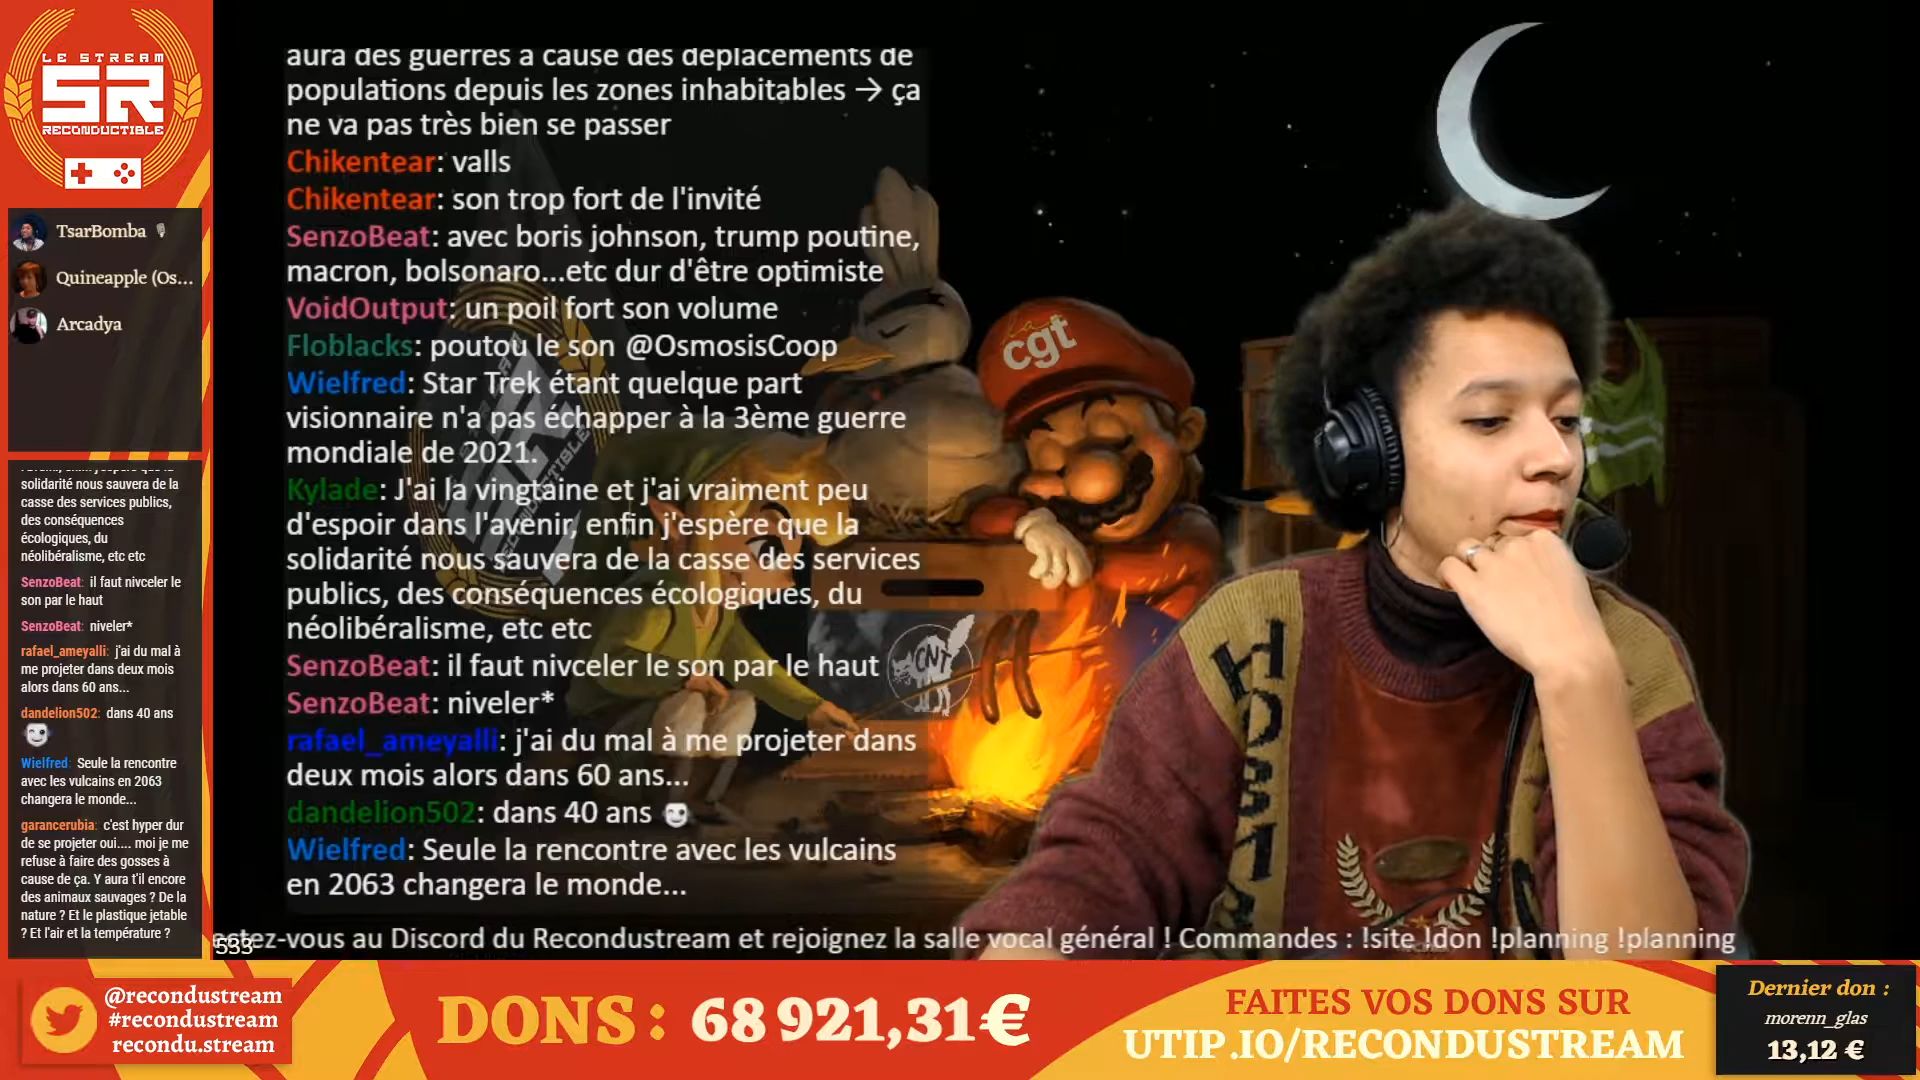 LE STREAM
SR
RECONDUCTIBLE
TsarBomba
Quineapple (Os...
Arcadya
solidarité nous sauvera de la
casse des services publics,
des conséquences
écologiques, du
néolibéralisme, etc etc
SenzoBeat: il faut nivceler le
son par le haut
SenzoBeat: niveler*
rafael_ameyalli: j'ai du mal à
me projeter dans deux mois
alors dans 60 ans...
dandelion502: dans 40 ans
Wielfred: Seule la rencontre
avec les vulcains en 2063
changera le monde...
garancerubia: c'est hyper dur
de se projeter oui.... moi je me
refuse à faire des gosses à
cause de ça. Y aura t'il encore
des animaux sauvages ? De la
nature ? Et le plastique jetable
? Et l'air et la température ?
aura des guerres a cause des déplacements de
populations depuis les zones inhabitables → ça
ne va pas très bien se passer
Chikentear: valls
Chikentear: son trop fort de l'invité
SenzoBeat: avec boris johnson, trump poutine,
macron, bolsonaro...etc dur d'être optimiste
VoidOutput: un poil fort son volume
Floblacks: poutou le son @OsmosisCoop
Wielfred: Star Trek étant quelque part
visionnaire n'a pas échapper à la 3ème guerre
mondiale de 2021.
Kylade: J'ai la vingtaine et j'ai vraiment peu
d'espoir dans l'avenir, enfin j'espère que la
solidarité nous sauvera de la casse des services
publics, des conséquences écologiques, du
néolibéralisme, etc etc
SenzoBeat: il faut nivceler le son par le haut
SenzoBeat: niveler*
rafael_ameyalli: j'ai du mal à me projeter dans
deux mois alors dans 60 ans...
dandelion502: dans 40 ans
Wielfred: Seule la rencontre avec les vulcains
en 2063 changera le monde...
la
cgt
CNT
533
ectez-vous au Discord du Recondustream et rejoignez la salle vocal général ! Commandes : !site !don !planning !planning
@recondustream
#recondustream
recondu.stream
DONS : 68 921,31€
FAITES VOS DONS SUR
UTIP.IO/RECONDUSTREAM
Dernier don :
morenn_glas
13,12 €